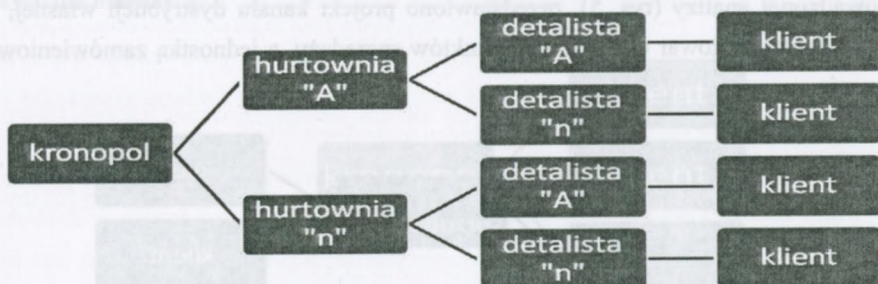 kronopol
hurtownia
"A"
hurtownia
"n"
detalista
"A"
detalista
"n"
detalista
"A"
detalista
"n"
klient
klient
klient
klient